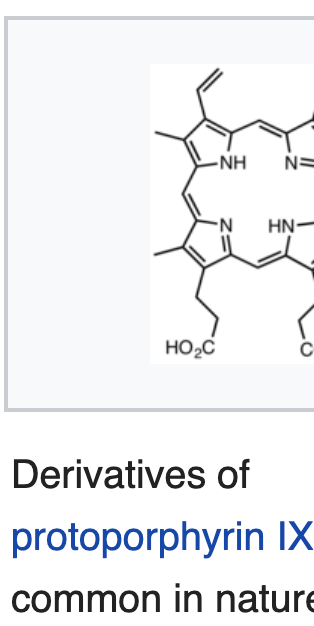 NH N
N HN
HO₂C C
Derivatives of
protoporphyrin IX
common in nature